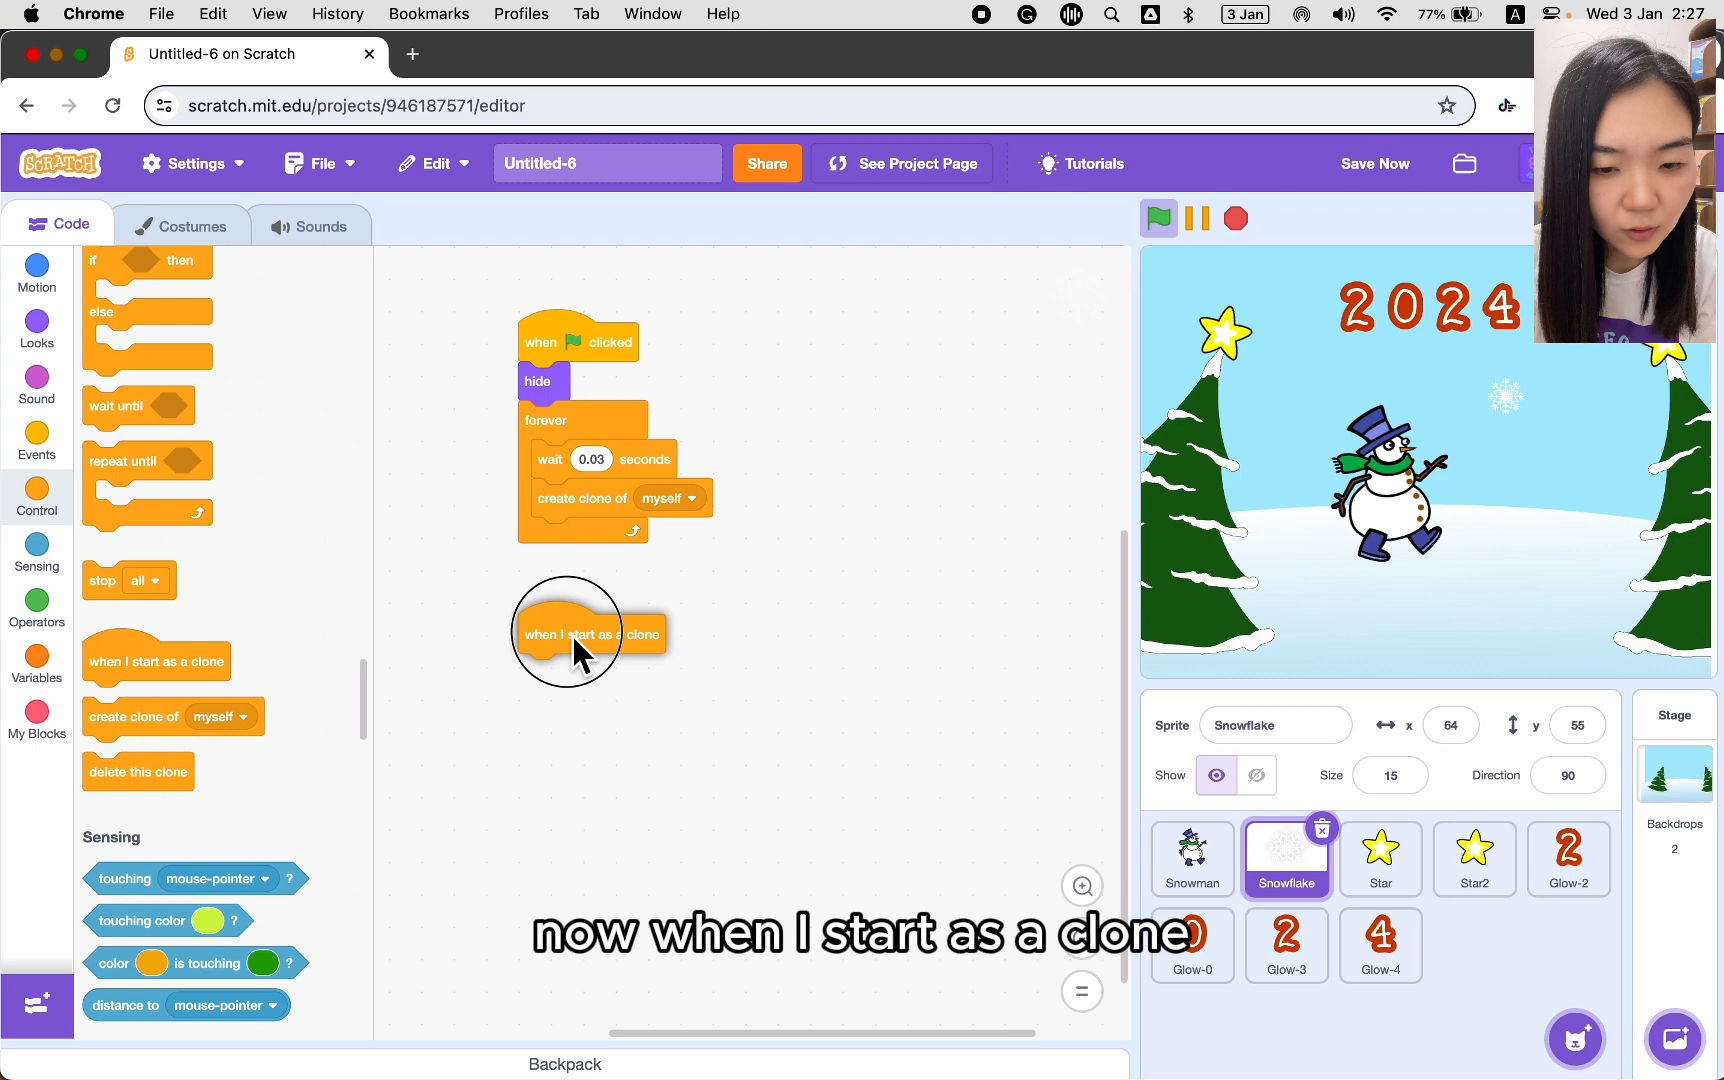 Chrome File Edit View History Bookmarks Profiles Tab Window Help 3 Jan 77% A Wed 3 Jan 2:27
Untitled-6 on Scratch
scratch.mit.edu/projects/946187571/editor
SCRATCH Settings File Edit Untitled-6 Share See Project Page Tutorials Save Now
Code Costumes Sounds
Motion
Looks
Sound
Events
Control
Sensing
Operators
Variables
My Blocks
if then
else
wait until
repeat until
stop all
when I start as a clone
create clone of myself
delete this clone
Sensing
touching mouse-pointer ?
touching color ?
color is touching ?
distance to mouse-pointer
when clicked
hide
forever
wait 0.03 seconds
create clone of myself
when I start as a clone
2024
now when I start as a clone
Sprite Snowflake x 64 y 55
Show Size 15 Direction 90
Snowman Snowflake Star Star2 Glow-2
Glow-0 Glow-3 Glow-4
Stage
Backdrops
2
Backpack